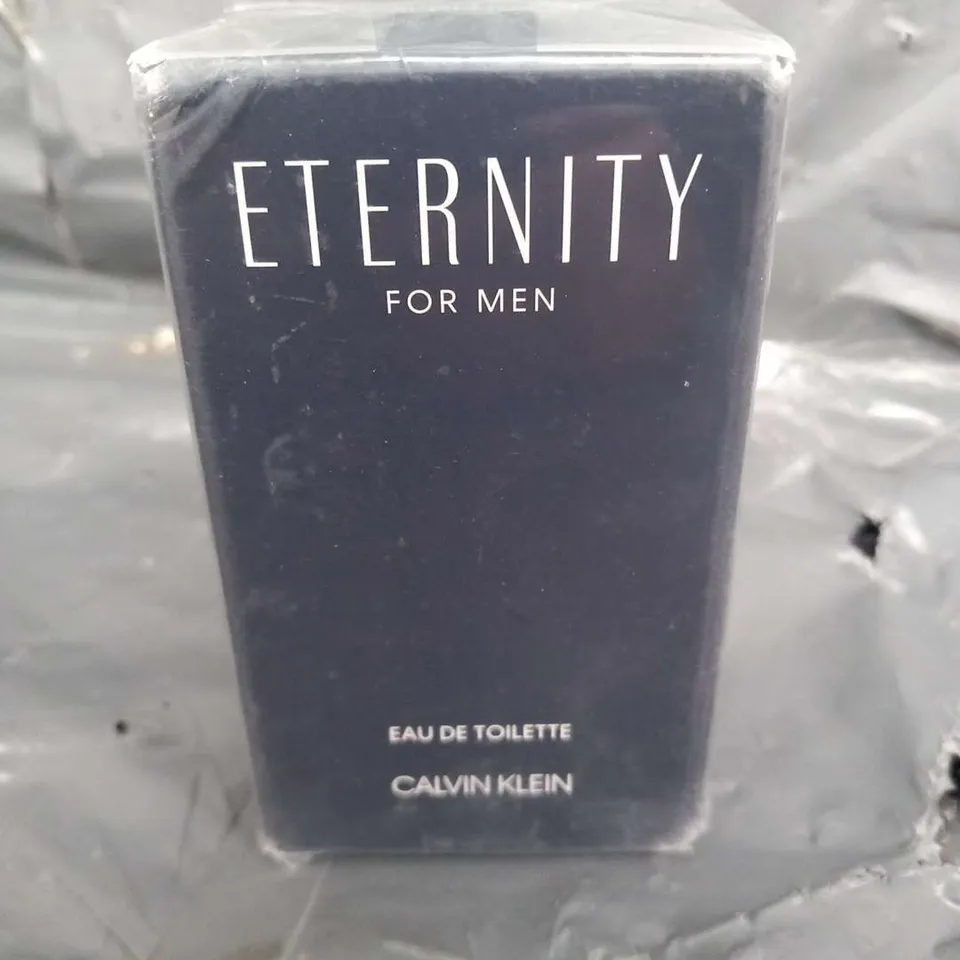 ETERNITY
FOR MEN
EAU DE TOILETTE
CALVIN KLEIN